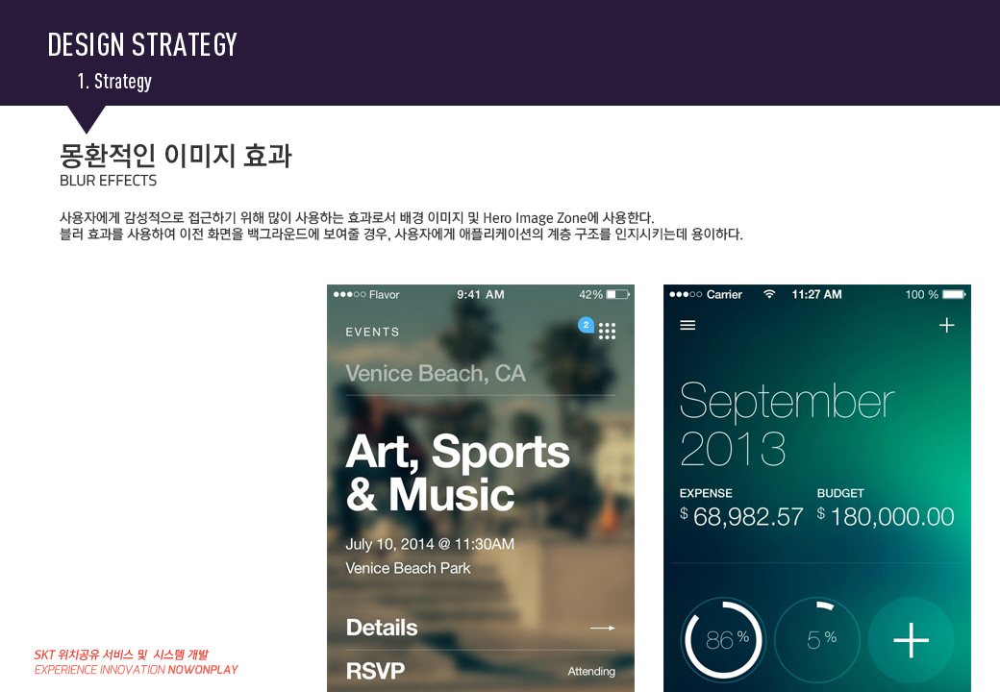 DESIGN STRATEGY
1. Strategy
몽환적인 이미지 효과
BLUR EFFECTS
사용자에게 감성적으로 접근하기 위해 많이 사용하는 효과로서 배경 이미지 및 Hero Image Zone에 사용한다.
블러 효과를 사용하여 이전 화면을 백그라운드에 보여줄 경우, 사용자에게 애플리케이션의 계층 구조를 인지시키는데 용이하다.
Flavor 9:41 AM 42%
EVENTS 2
Venice Beach, CA
Art, Sports
& Music
July 10, 2014 @ 11:30AM
Venice Beach Park
Details
RSVP Attending
Carrier 11:27 AM 100 %
September
2013
EXPENSE BUDGET
$ 68,982.57 $ 180,000.00
86 % 5 %
SKT 위치공유 서비스 및 시스템 개발
EXPERIENCE INNOVATION NOWONPLAY